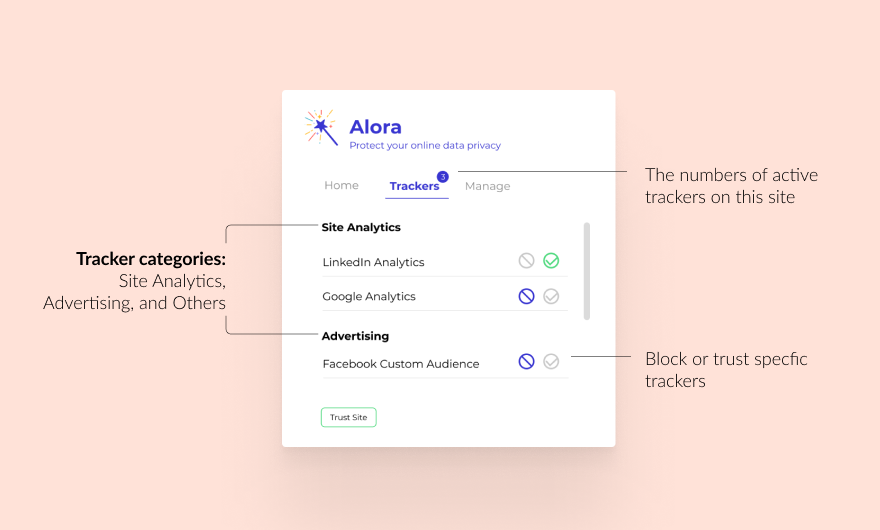 Alora
Protect your online data privacy
Home
Trackers
3
Manage
The numbers of active
trackers on this site
Site Analytics
LinkedIn Analytics
Google Analytics
Tracker categories:
Site Analytics,
Advertising, and Others
Advertising
Facebook Custom Audience
Block or trust specfic
trackers
Trust Site